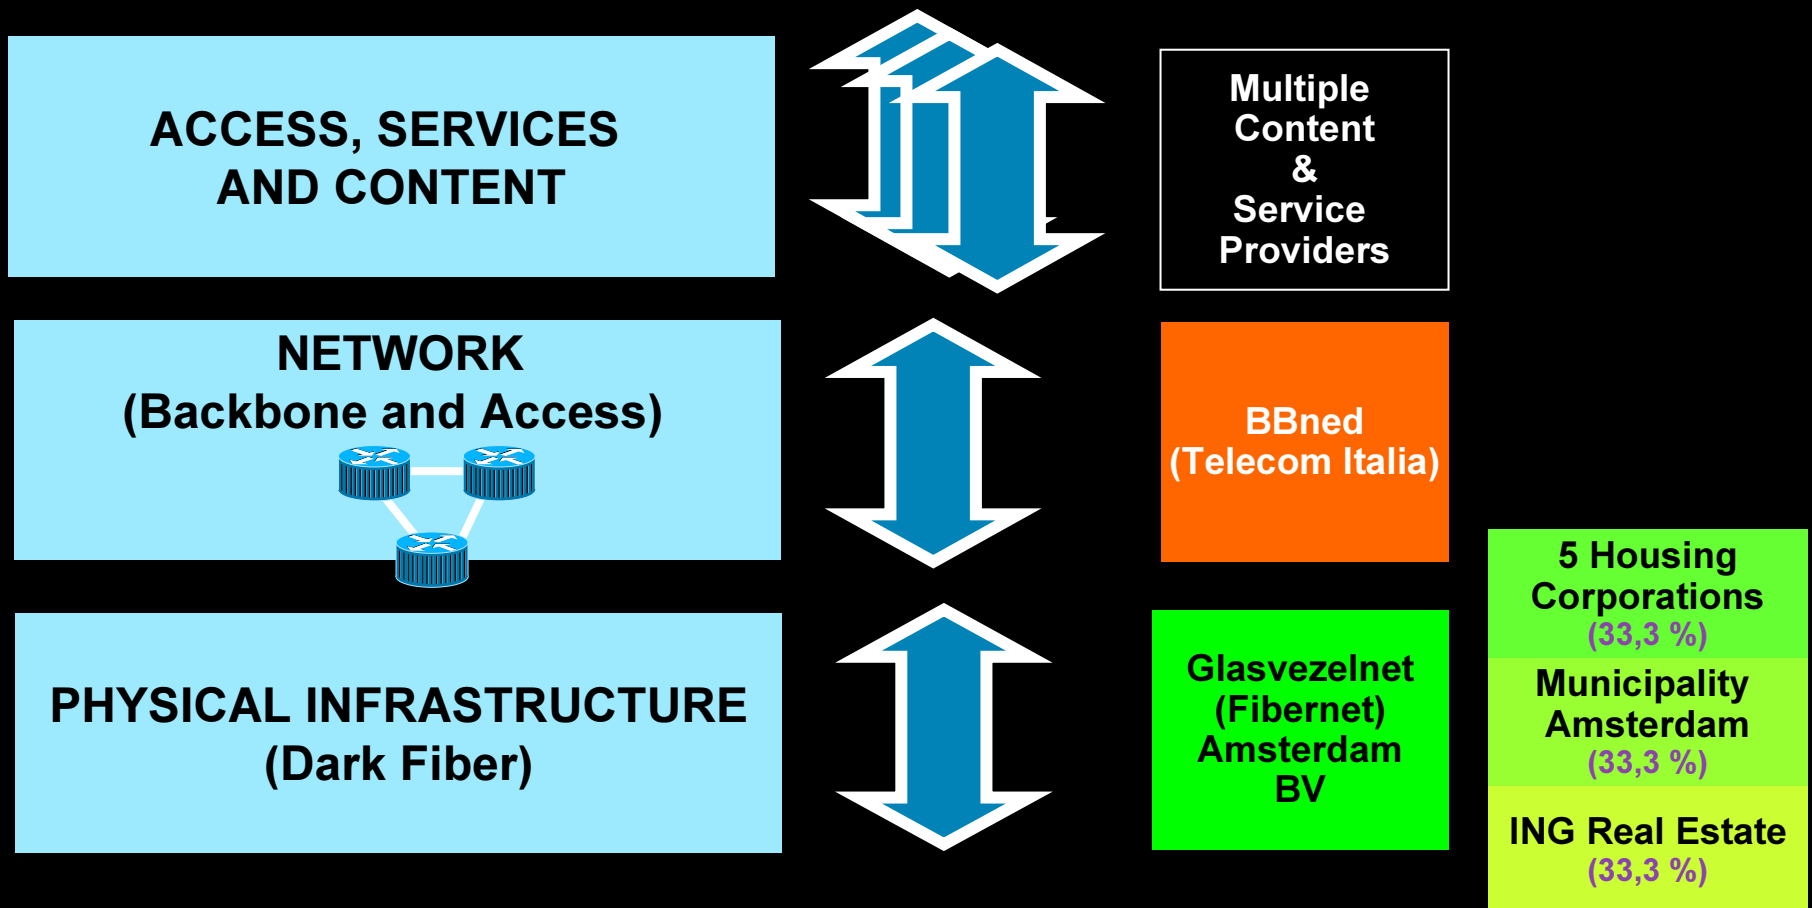 ACCESS, SERVICES
AND CONTENT
Multiple
Content
&
Service
Providers
NETWORK
(Backbone and Access)
BBned
(Telecom Italia)
PHYSICAL INFRASTRUCTURE
(Dark Fiber)
Glasvezelnet
(Fibernet)
Amsterdam
BV
5 Housing
Corporations
(33,3 %)
Municipality
Amsterdam
(33,3 %)
ING Real Estate
(33,3 %)